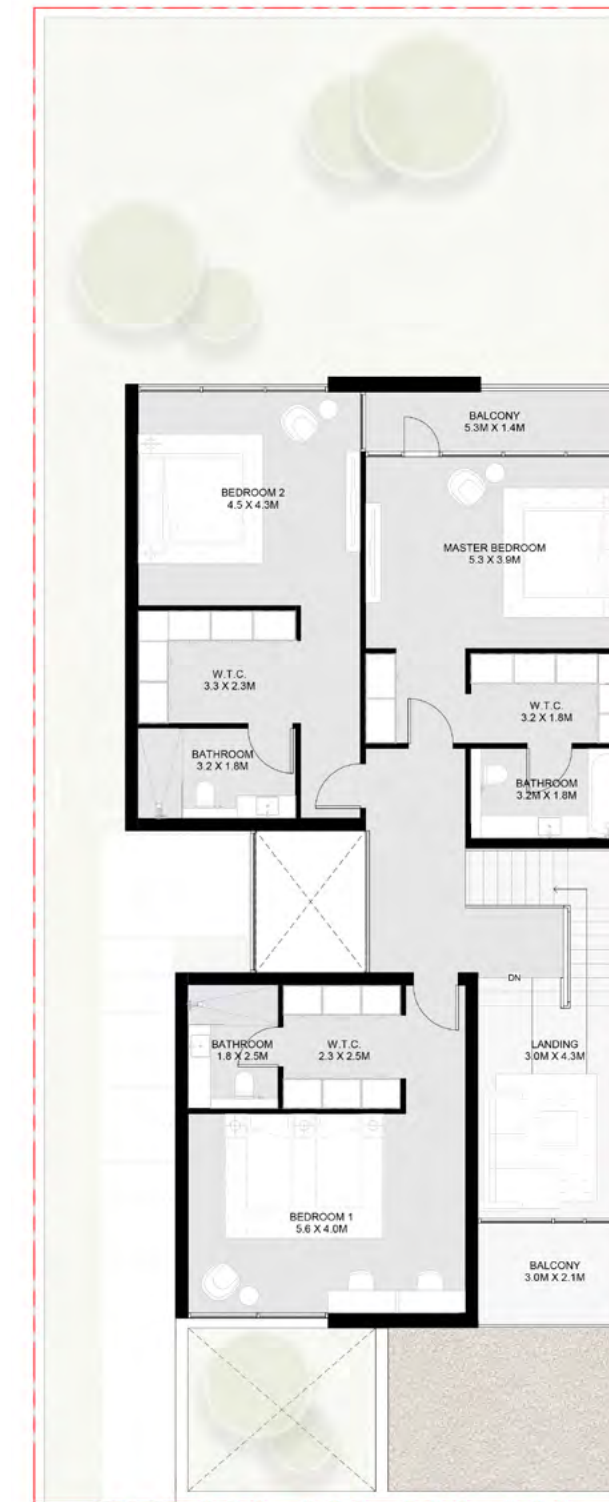 BALCONY
5.3M X 1.4M
BEDROOM 2
4.5 X 4.3M
MASTER BEDROOM
5.3 X 3.9M
W.T.C.
3.3 X 2.3M
W.T.C.
3.2 X 1.8M
BATHROOM
3.2 X 1.8M
BATHROOM
3.2M X 1.8M
DN
BATHROOM
1.8 X 2.5M
W.T.C.
2.3 X 2.5M
LANDING
3.0M X 4.3M
BEDROOM 1
5.6 X 4.0M
BALCONY
3.0M X 2.1M